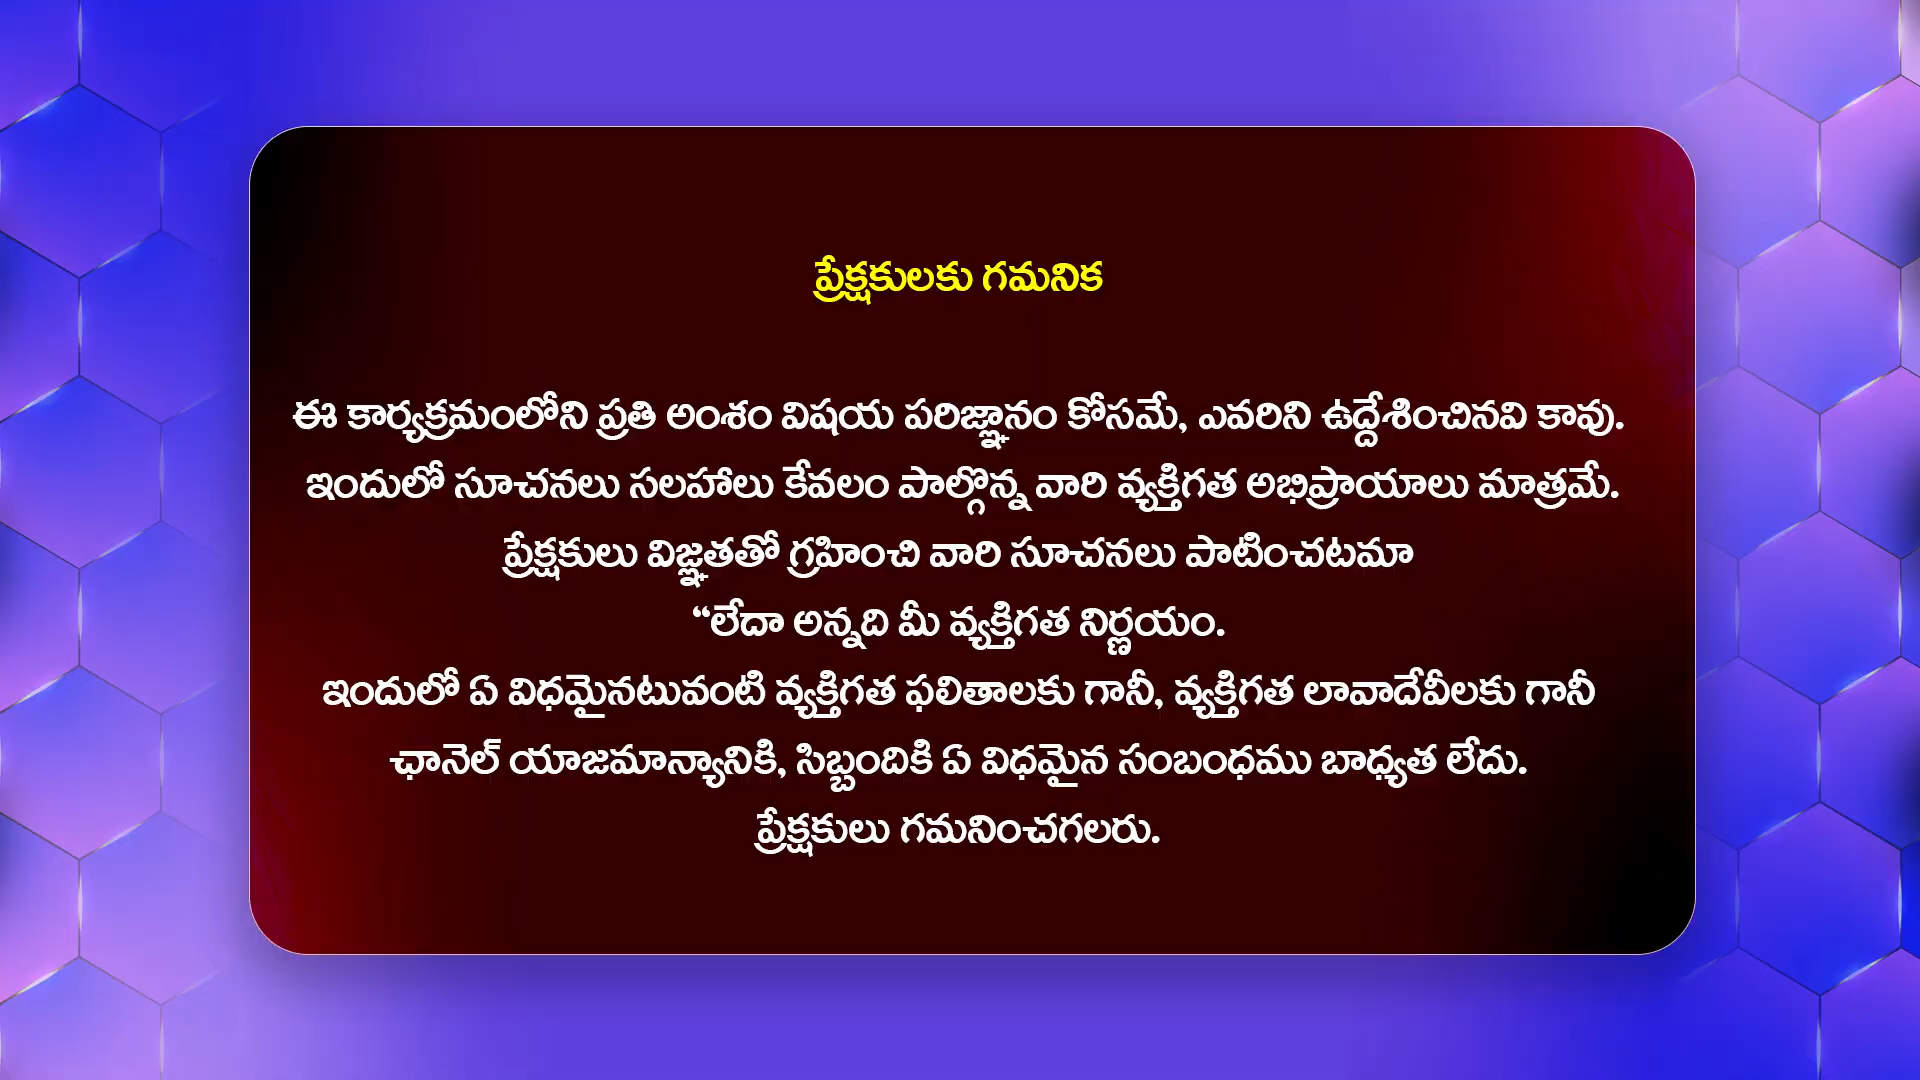 ప్రేక్షకులకు గమనిక
ఈ కార్యక్రమంలోని ప్రతి అంశం విషయ పరిజ్ఞానం కోసమే, ఎవరిని ఉద్దేశించినవి కావు.
ఇందులో సూచనలు సలహాలు కేవలం పాల్గొన్న వారి వ్యక్తిగత అభిప్రాయాలు మాత్రమే.
ప్రేక్షకులు విజ్ఞతతో గ్రహించి వారి సూచనలు పాటించటమా
“లేదా అన్నది మీ వ్యక్తిగత నిర్ణయం.
ఇందులో ఏ విధమైనటువంటి వ్యక్తిగత ఫలితాలకు గానీ, వ్యక్తిగత లావాదేవీలకు గానీ
ఛానెల్ యాజమాన్యానికి, సిబ్బందికి ఏ విధమైన సంబంధము బాధ్యత లేదు.
ప్రేక్షకులు గమనించగలరు.